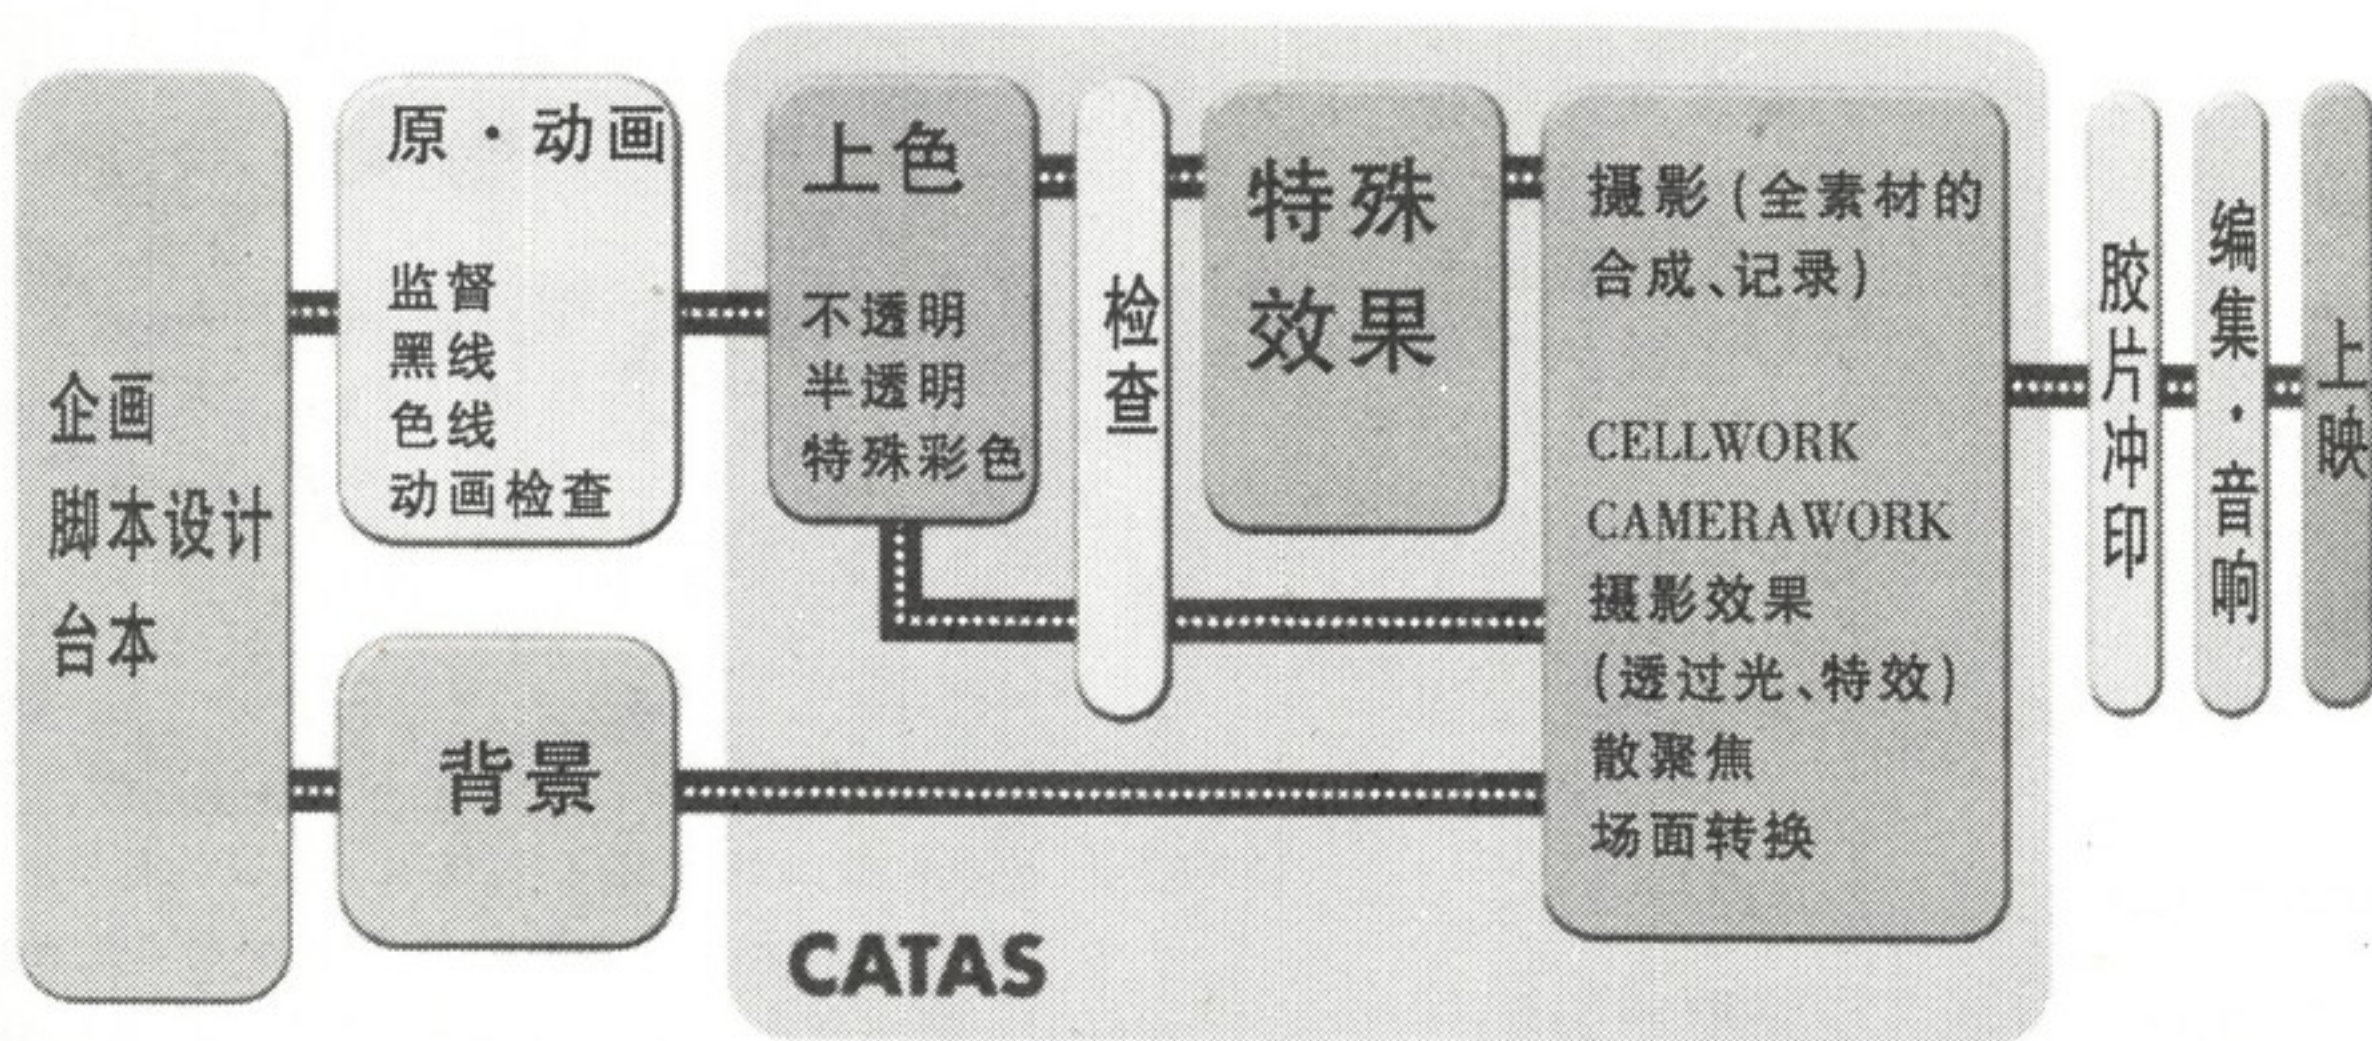 企画
脚本设计
台本
原·动画
监督
黑线
色线
动画检查
背景
上色
不透明
半透明
特殊彩色
检查
特殊
效果
摄影(全素材的
合成、记录)
CELLWORK
CAMERAWORK
摄影效果
(透过光、特效)
散聚焦
场面转换
CATAS
胶片冲印
编集·音响
上映